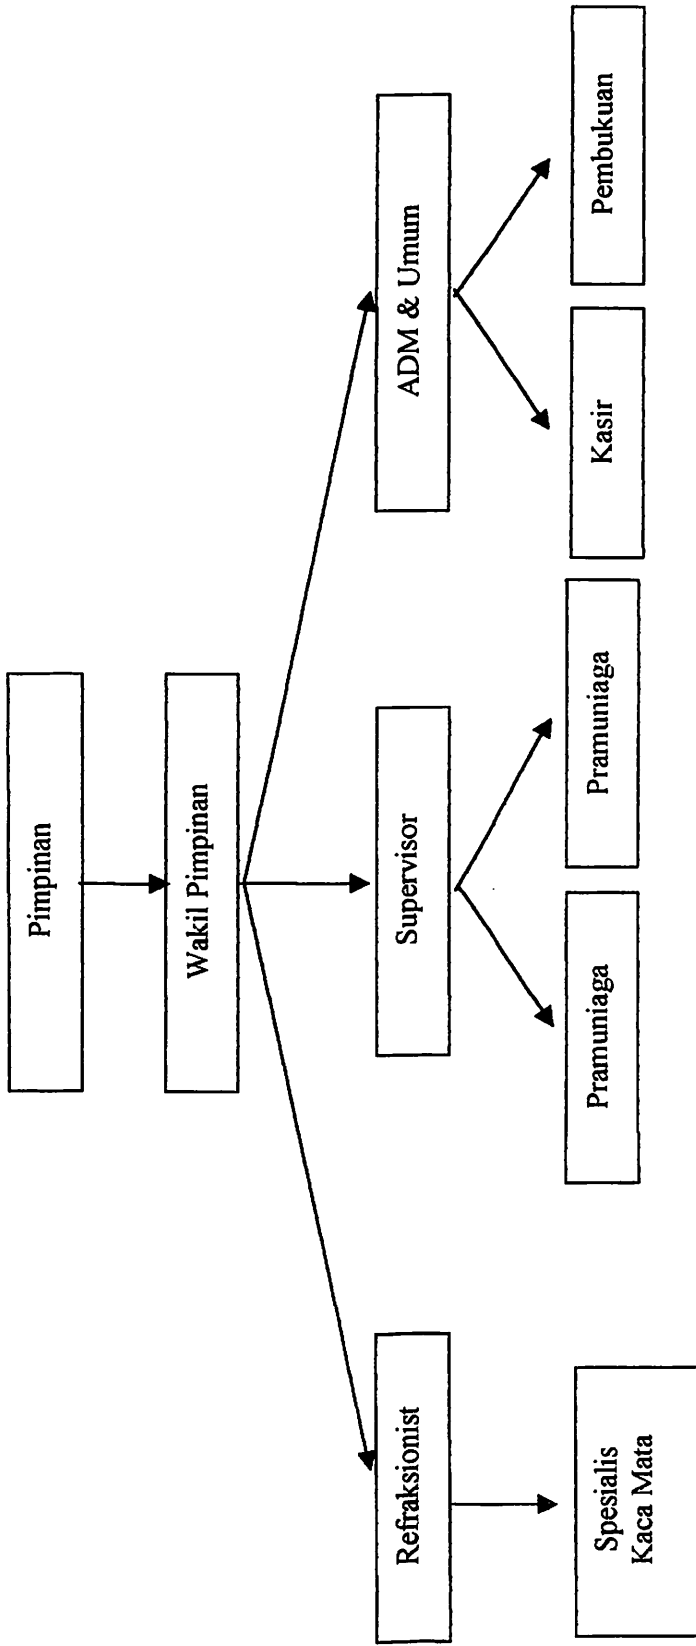 Pimpinan
Wakil Pimpinan
Refraksionist
Supervisor
ADM & Umum
Spesialis
Kaca Mata
Pramuniaga
Pramuniaga
Kasir
Pembukuan